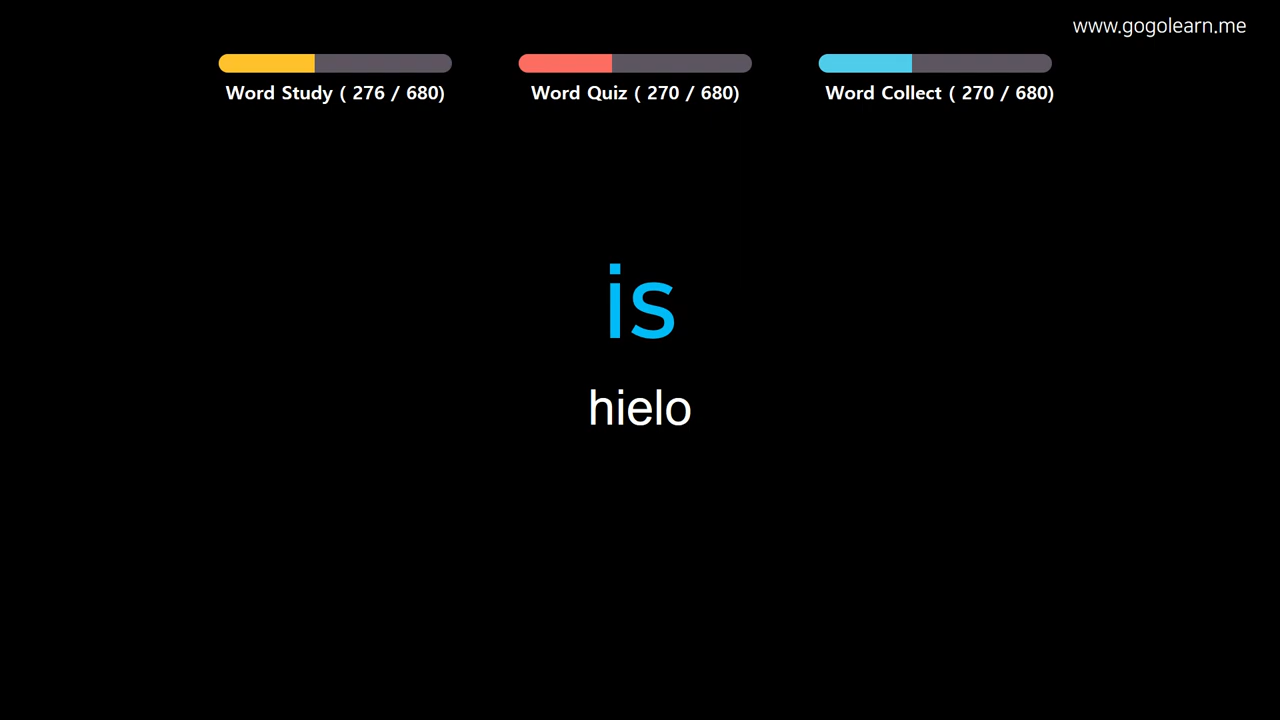 www.gogolearn.me
Word Study ( 276 / 680)
Word Quiz ( 270 / 680)
Word Collect ( 270 / 680)
is
hielo